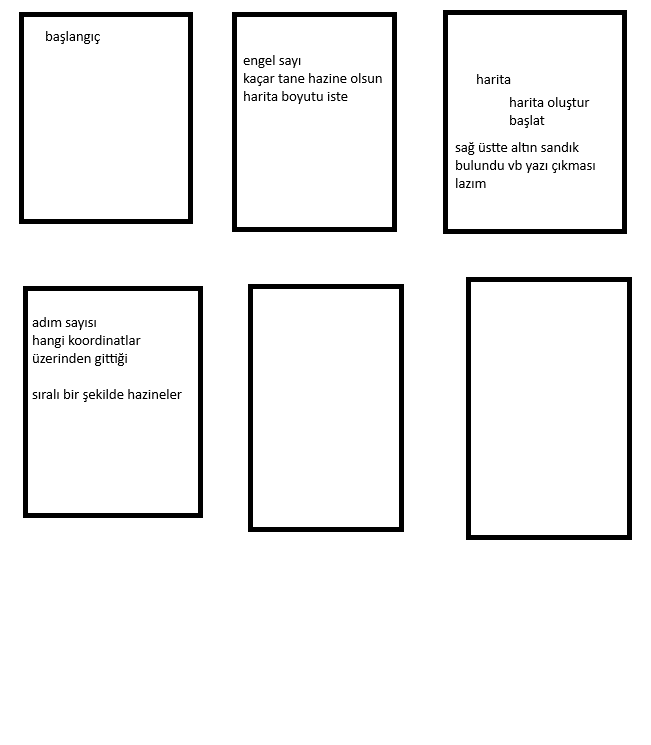 başlangıç
engel sayı
kaçar tane hazine olsun
harita boyutu iste
harita
harita oluştur
başlat
sağ üstte altın sandık
bulundu vb yazı çıkması
lazım
adım sayısı
hangi koordinatlar
üzerinden gittiği
sıralı bir şekilde hazineler